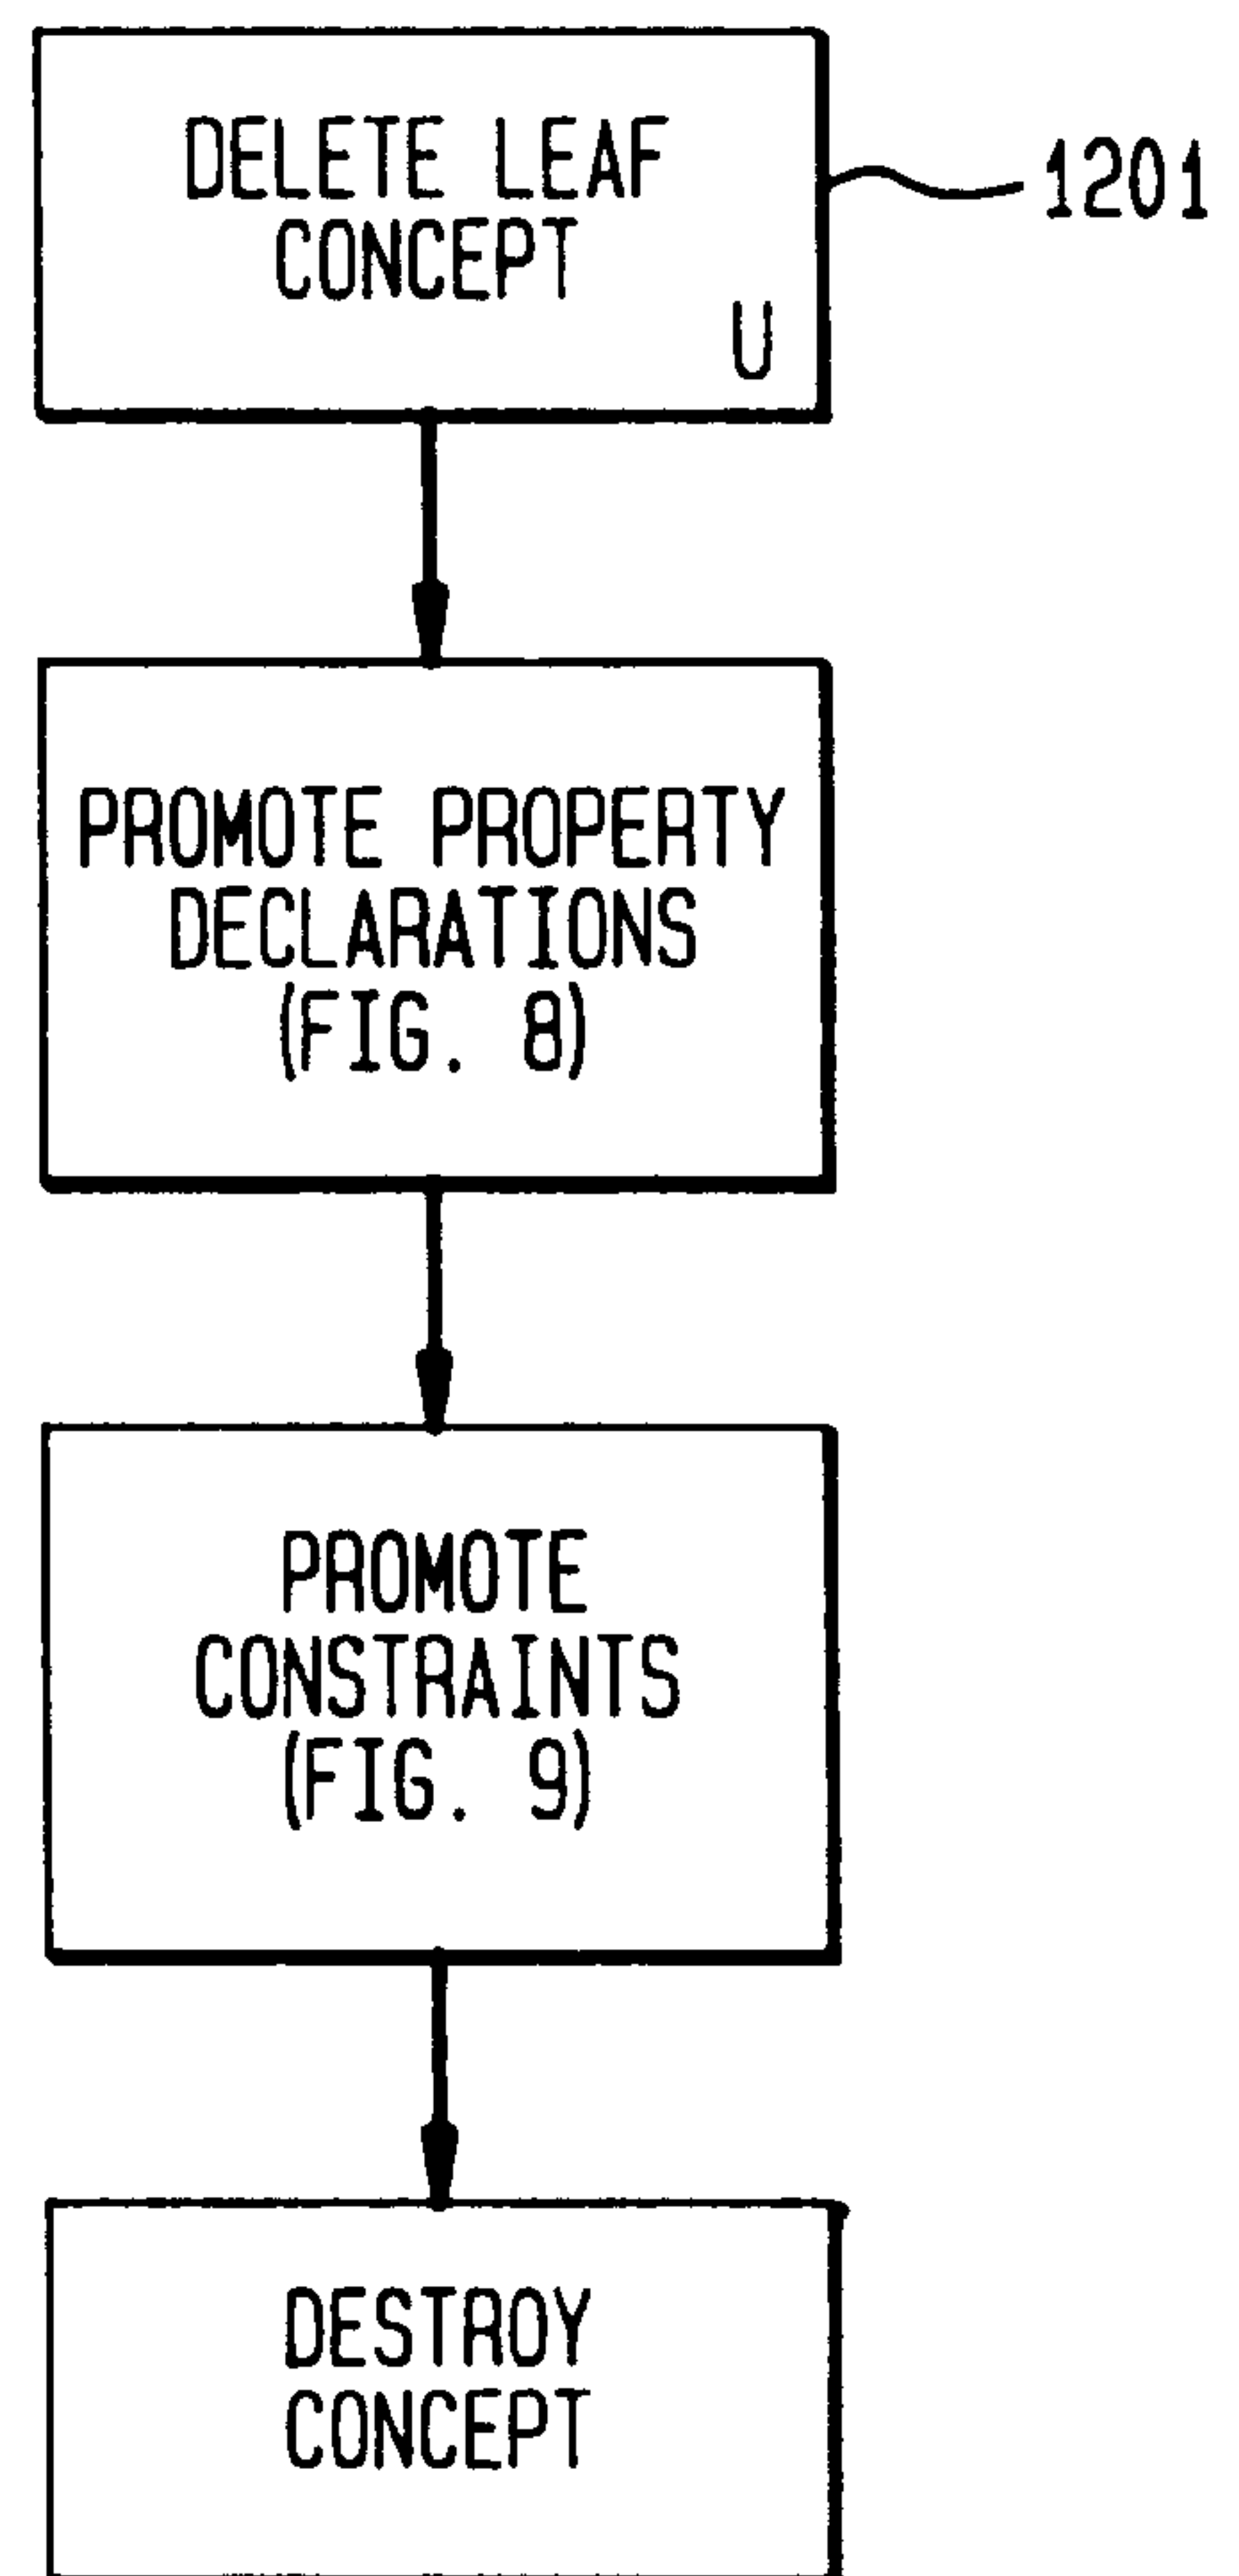 DELETE LEAF
CONCEPT
U
1201
PROMOTE PROPERTY
DECLARATIONS
(FIG. 8)
PROMOTE
CONSTRAINTS
(FIG. 9)
DESTROY
CONCEPT